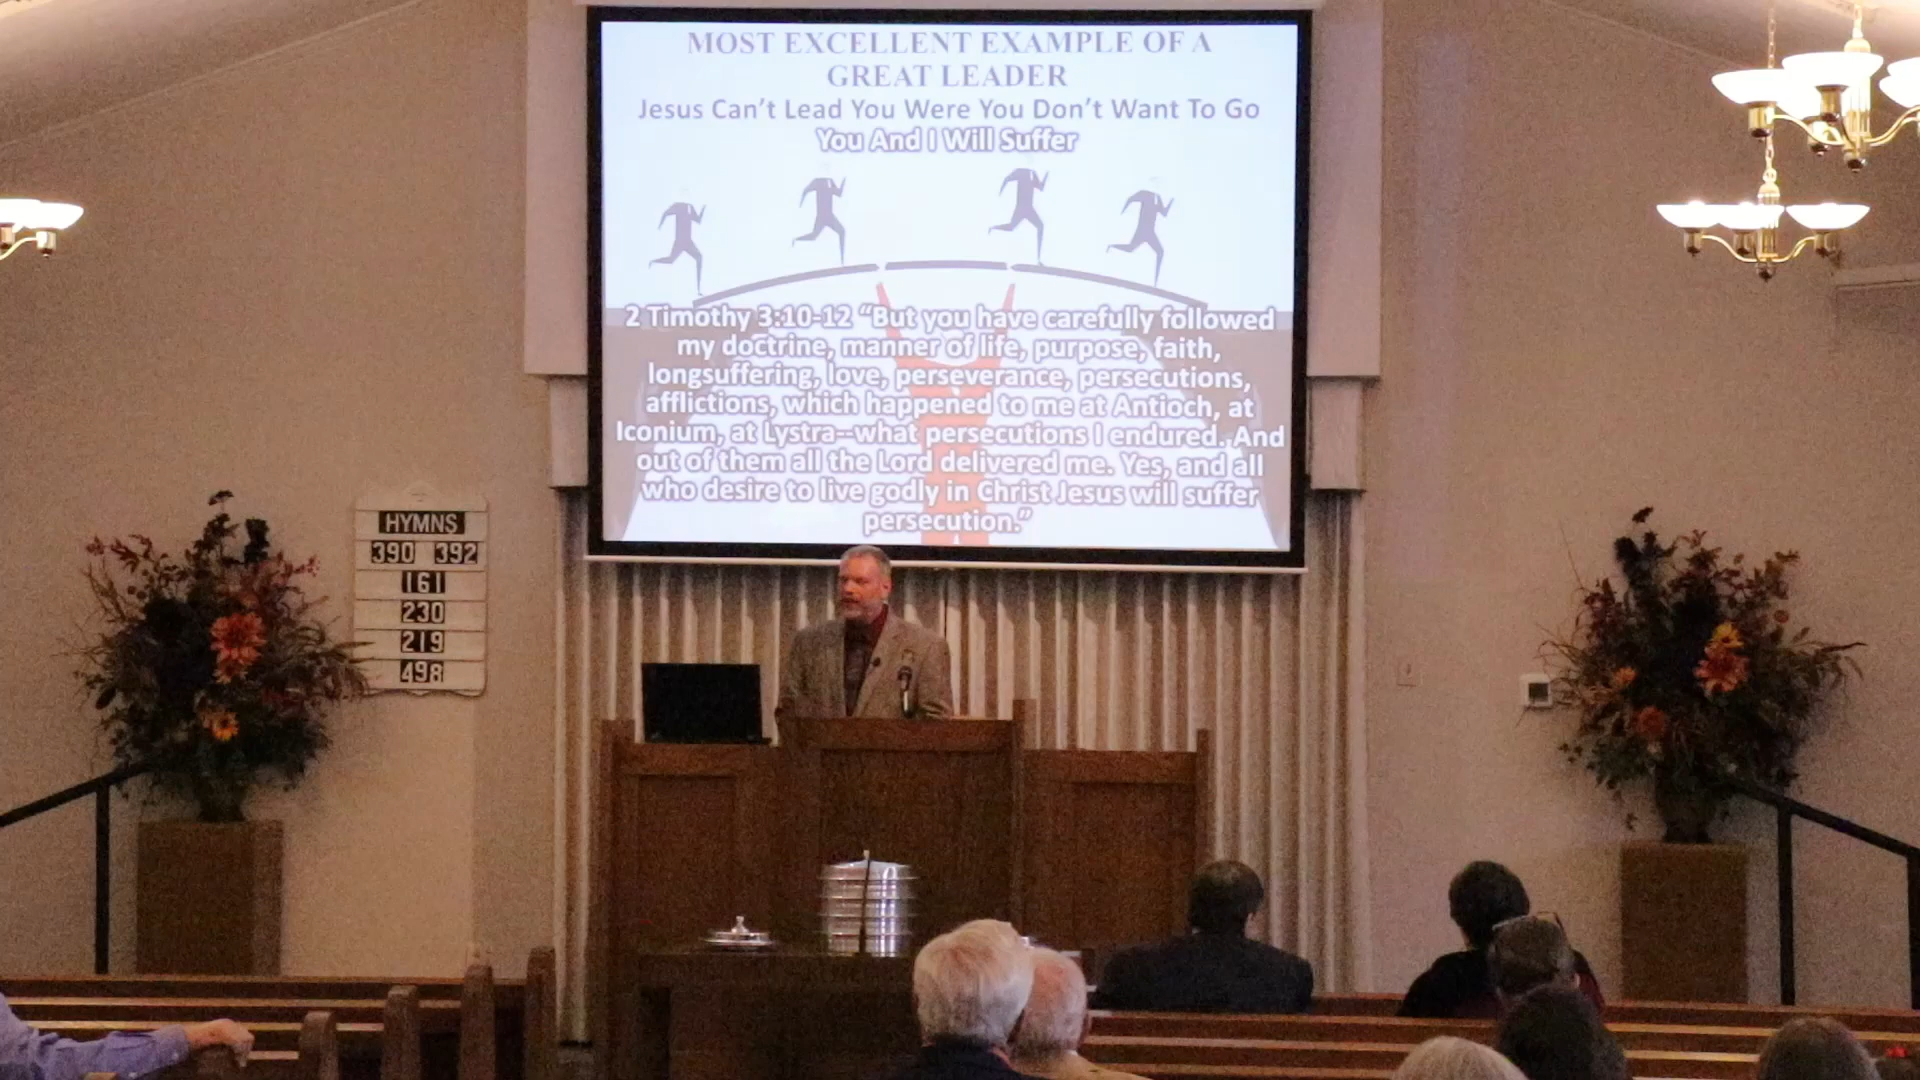 MOST EXCELLENT EXAMPLE OF A
GREAT LEADER
Jesus Can't Lead You Were You Don't Want To Go
You And I Will Suffer
2 Timothy 3:10-12 “But you have carefully followed
my doctrine, manner of life, purpose, faith,
longsuffering, love, perseverance, persecutions,
afflictions, which happened to me at Antioch, at
Iconium, at Lystra--what persecutions I endured. And
out of them all the Lord delivered me. Yes, and all
who desire to live godly in Christ Jesus will suffer
persecution.”
HYMNS
390 392
161
230
219
498